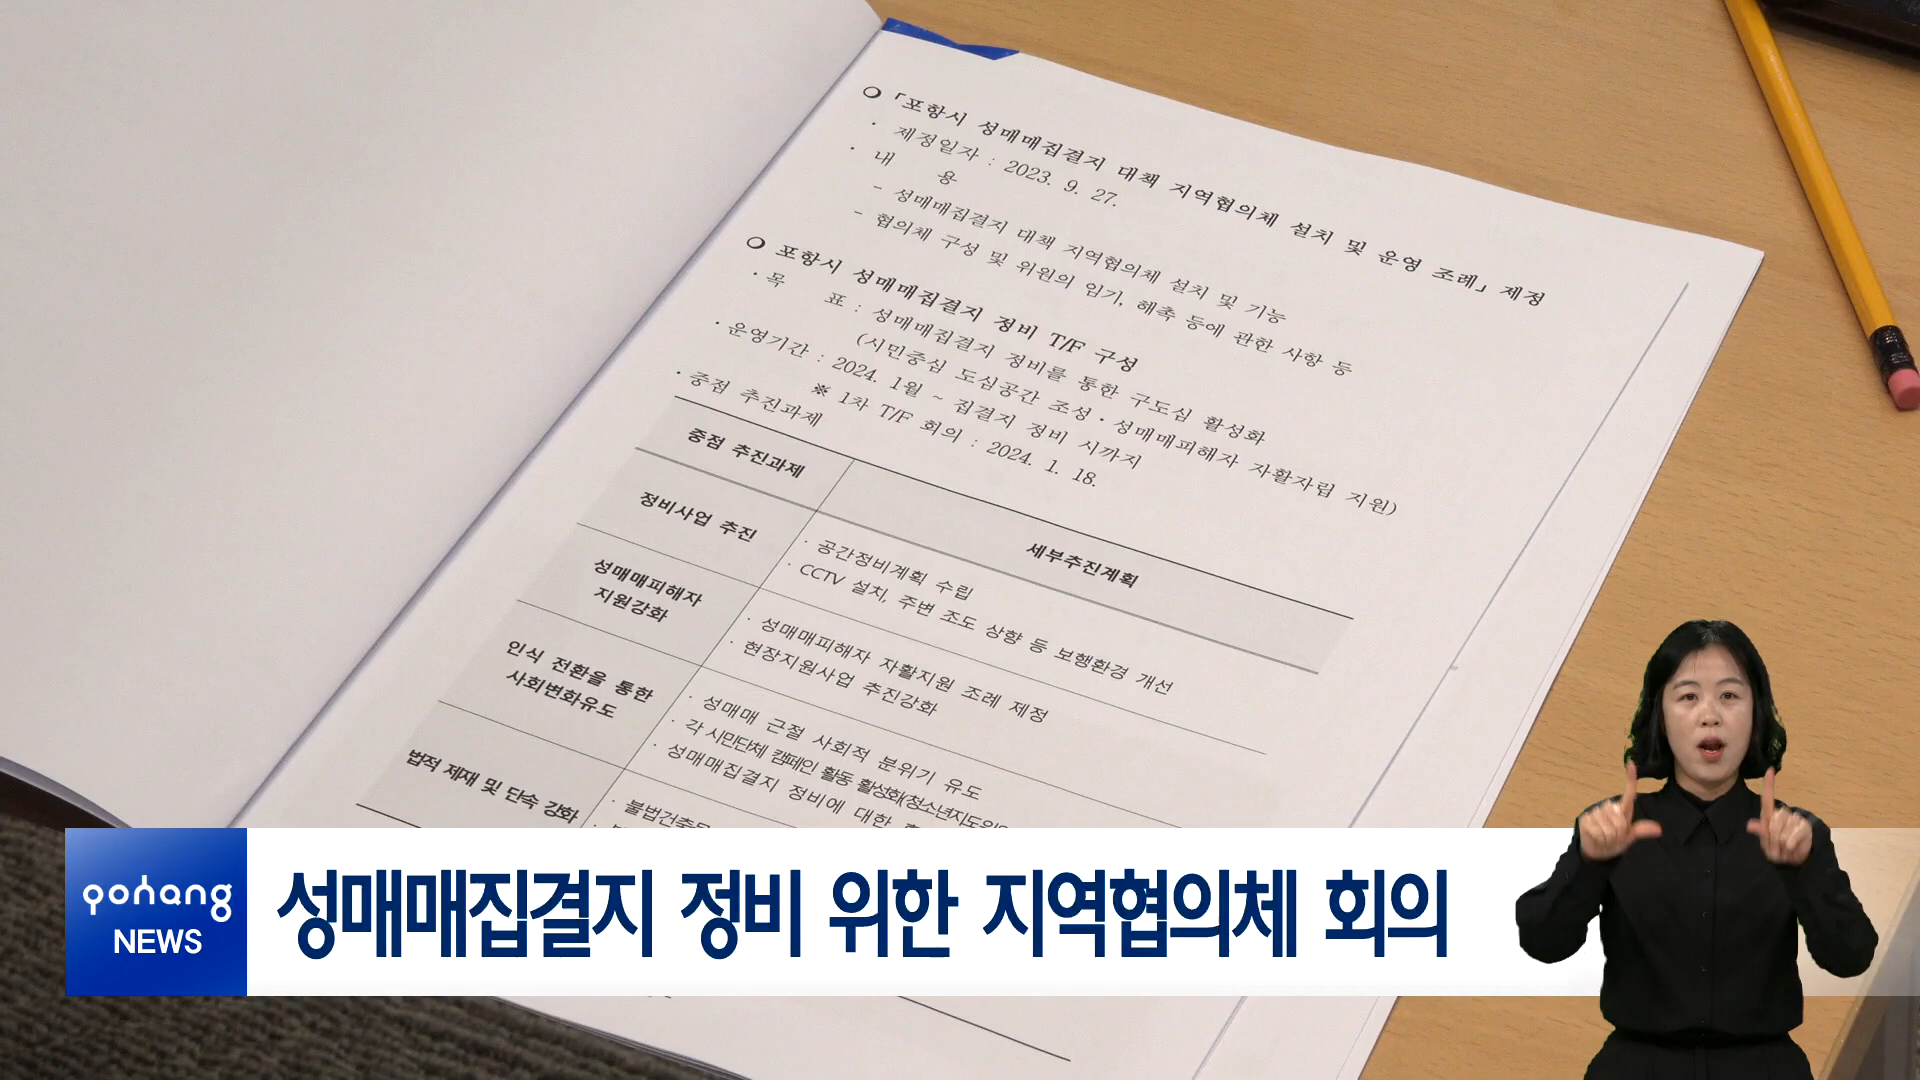 ○ 「포항시 성매매집결지 대책 지역협의체 설치 및 운영 조례」 제정
· 제정일자 : 2023. 9. 27.
· 내 용
- 성매매집결지 대책 지역협의체 설치 및 기능
- 협의체 구성 및 위원의 임기, 해촉 등에 관한 사항 등
○ 포항시 성매매집결지 정비 T/F 구성
· 목 표 : 성매매집결지 정비를 통한 구도심 활성화
(시민중심 도심공간 조성 · 성매매피해자 자활자립 지원)
· 운영기간 : 2024. 1월 ~ 집결지 정비 시까지
※ 1차 T/F 회의 : 2024. 1. 18.
· 중점 추진과제
중점 추진과제
세부추진계획
정비사업 추진
· 공간정비계획 수립
· CCTV 설치, 주변 조도 상향 등 보행환경 개선
성매매피해자
지원강화
· 성매매피해자 자활지원 조례 제정
· 현장지원사업 추진강화
인식 전환을 통한
사회변화유도
· 성매매 근절 사회적 분위기 유도
· 각 시민단체 캠페인 활동 활성화(청소년지도위
· 성매매집결지 정비에 대한
법적 제재 및 단속 강화
· 불법건축물
pohang
NEWS
성매매집결지 정비 위한 지역협의체 회의